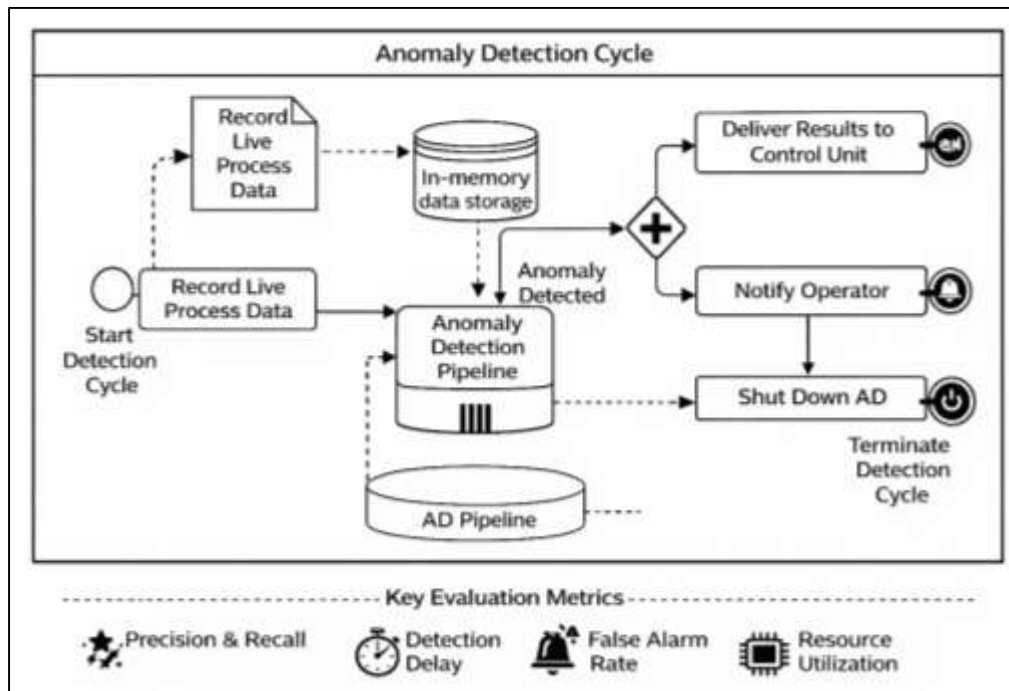 Anomaly Detection Cycle
Record
Live
Process
Data
In-memory
data storage
Deliver Results to
Control Unit
Start
Detection
Cycle
Record Live
Process Data
Anomaly
Detected
Anomaly
Detection
Pipeline
Notify Operator
Shut Down AD
Terminate
Detection
Cycle
AD Pipeline
Key Evaluation Metrics
Precision & Recall
Detection
Delay
False Alarm
Rate
Resource
Utilization